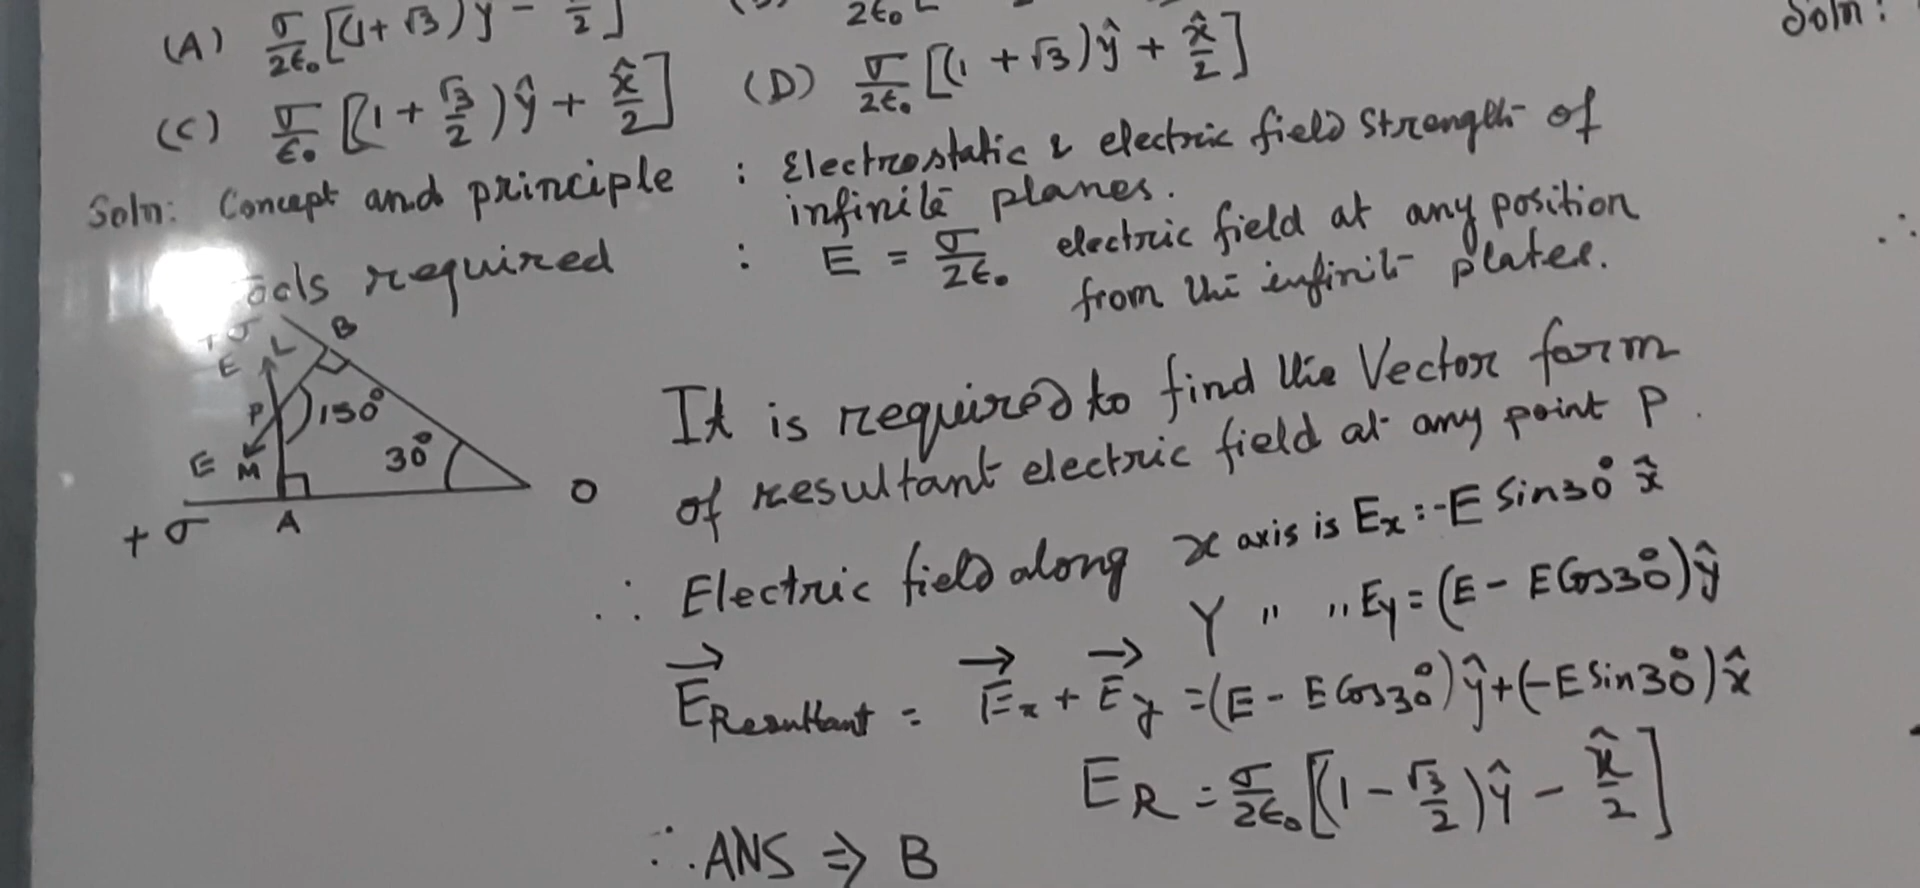 (A) σ/2ε₀ [(1+√3)ŷ - x̂/2]
2ε₀ [
Soln:
(C) σ/ε₀ [(1+√3/2)ŷ + x̂/2] (D) σ/2ε₀ [(1+√3)ŷ + x̂/2]
Soln: Concept and principle : Electrostatic & electric field strength of
infinite planes.
ools required : E = σ/2ε₀ electric field at any position
from the infinite plates.
+σ B
E L
P 150°
E M 30°
+σ A O
It is required to find the Vector form
of resultant electric field at any point P.
∴ Electric field along x axis is Eₓ = -E Sin30° x̂
Y " " Ey = (E - E Cos30°)ŷ
E⃗Resultant = E⃗x + E⃗y = (E - E Cos30°)ŷ + (-E Sin30°)x̂
E R = σ/2ε₀ [(1 - √3/2)ŷ - x̂/2]
∴ ANS ⇒ B